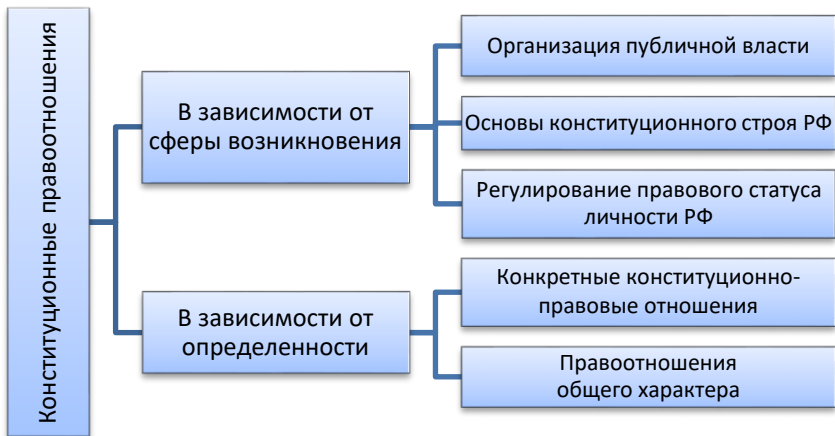 Конституционные правоотношения
В зависимости от
сферы возникновения
Организация публичной власти
Основы конституционного строя РФ
Регулирование правового статуса
личности РФ
В зависимости от
определенности
Конкретные конституционно-
правовые отношения
Правоотношения
общего характера